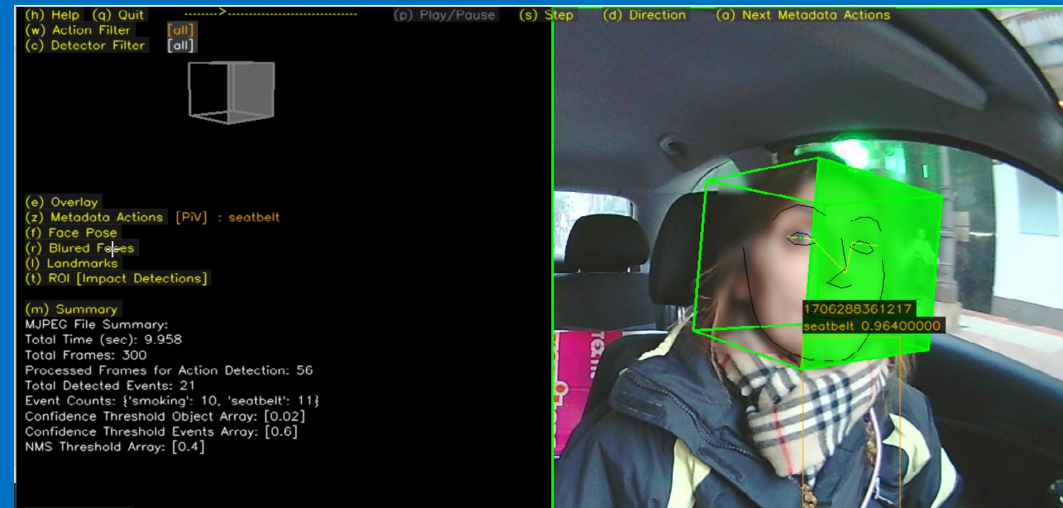 (h) Help (q) Quit -------->------------------------------ (p) Play/Pause (s) Step (d) Direction (a) Next Metadata Actions
(w) Action Filter [all]
(c) Detector Filter [all]
(e) Overlay
(z) Metadata Actions [PiV] : seatbelt
(f) Face Pose
(r) Blured Faces
(l) Landmarks
(t) ROI [Impact Detections]
(m) Summary
MJPEG File Summary:
Total Time (sec): 9.958
Total Frames: 300
Processed Frames for Action Detection: 56
Total Detected Events: 21
Event Counts: {'smoking': 10, 'seatbelt': 11}
Confidence Threshold Object Array: [0.02]
Confidence Threshold Events Array: [0.6]
NMS Threshold Array: [0.4]
1706288361217
seatbelt 0.96400000